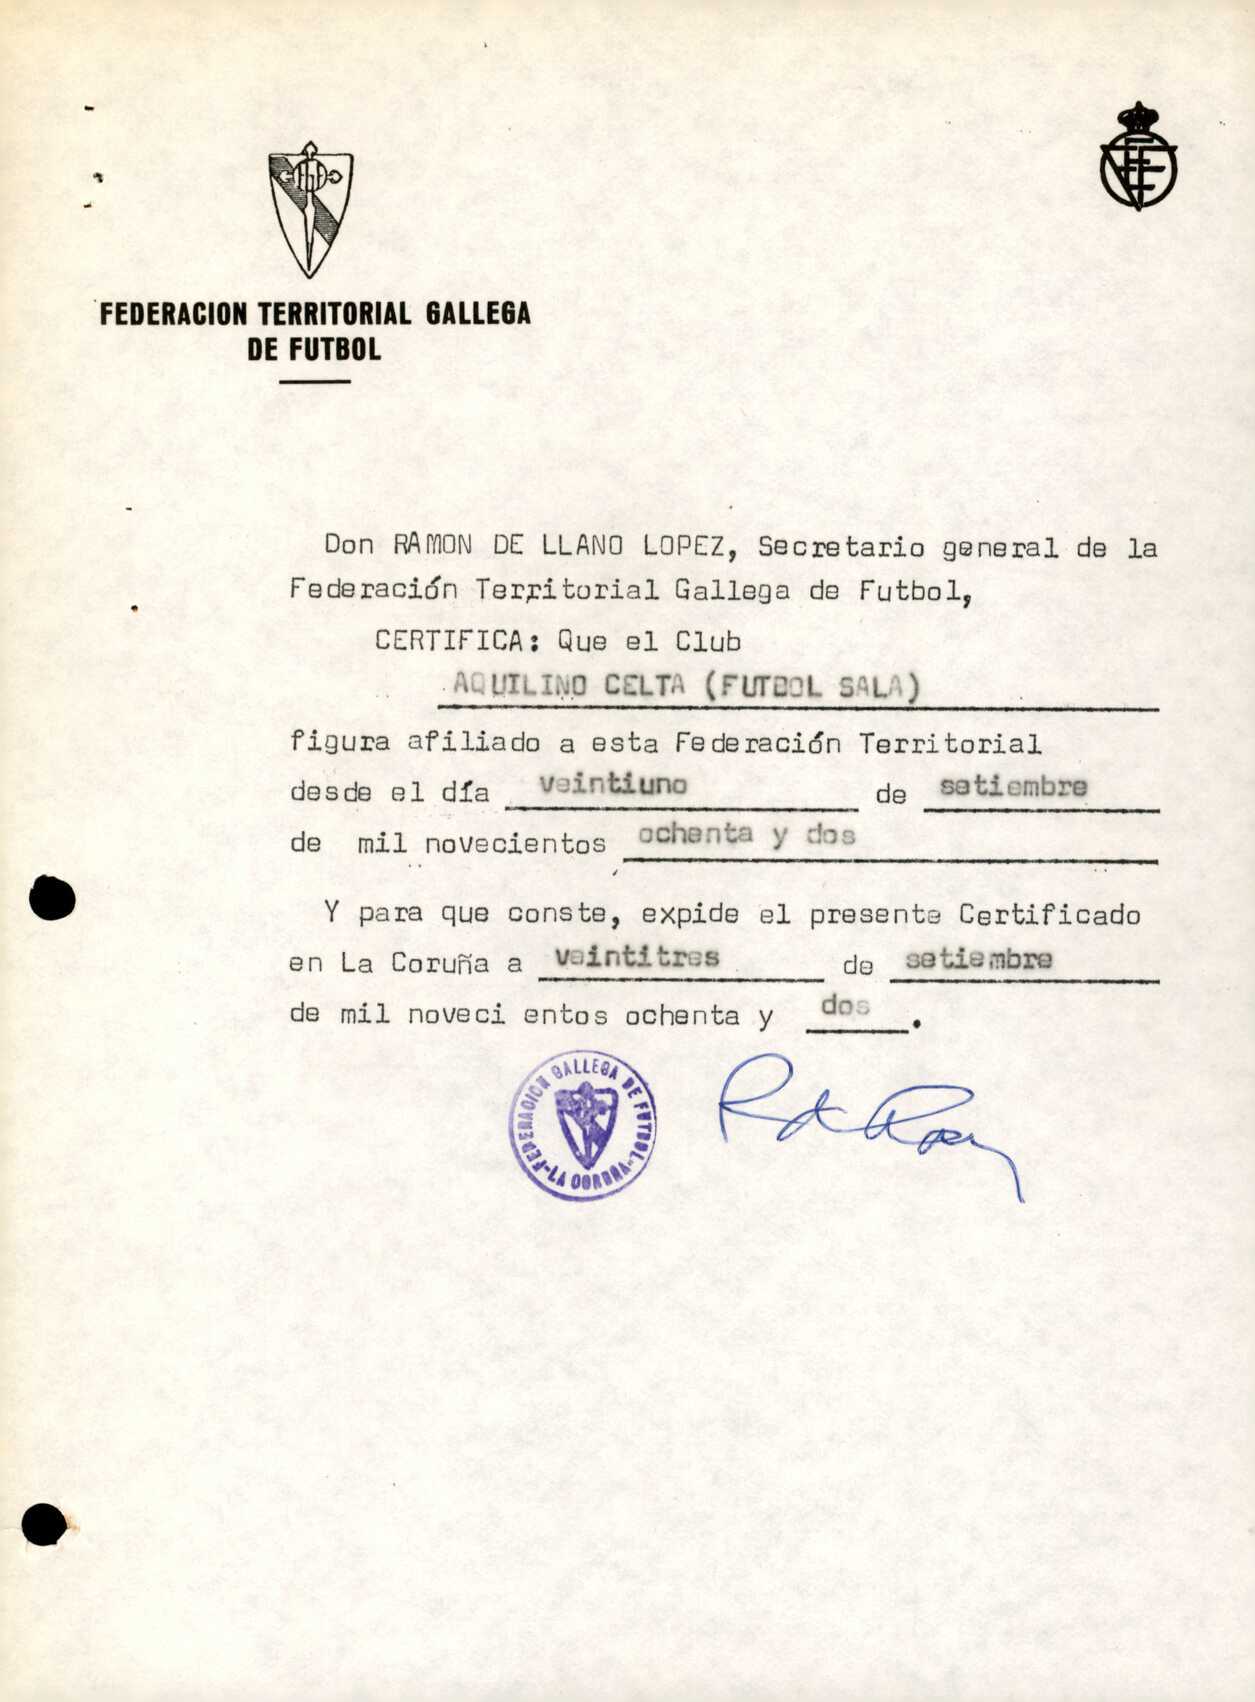 FEDERACION TERRITORIAL GALLEGA
DE FUTBOL
Don RAMON DE LLANO LOPEZ, Secretario general de la
Federación Territorial Gallega de Futbol,
CERTIFICA: Que el Club
AQUILINO CELTA (FUTBOL SALA)
figura afiliado a esta Federación Territorial
desde el día veintiuno de setiembre
de mil novecientos ochenta y dos
Y para que conste, expide el presente Certificado
en La Coruña a veintitres de setiembre
de mil noveci entos ochenta y dos.
FEDERACION GALLEGA DE FUTBOL
-LA CORUÑA-